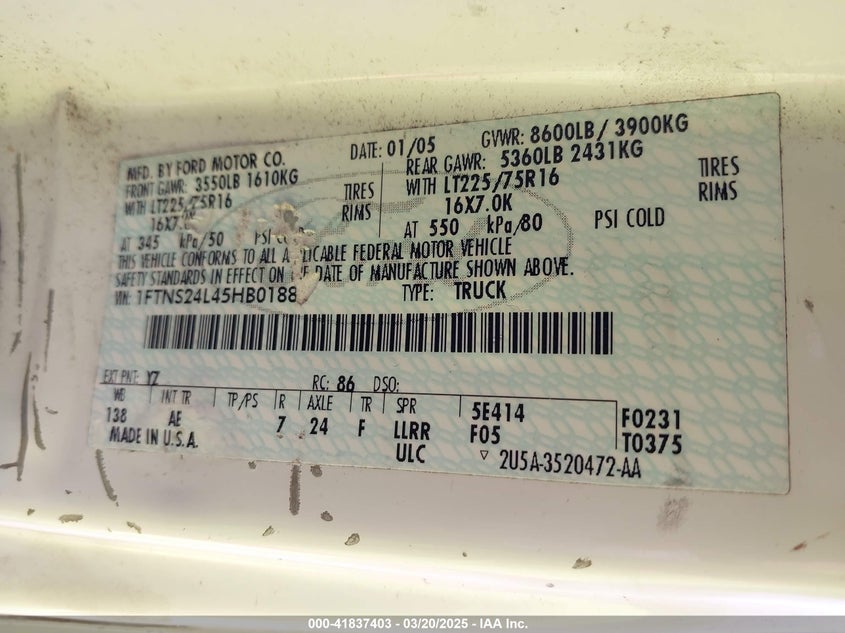 MFD. BY FORD MOTOR CO. DATE: 01/05 GVWR: 8600LB/ 3900KG
FRONT GAWR: 3550LB 1610KG REAR GAWR: 5360LB 2431KG
WITH LT225/75R16 TIRES WITH LT225/75R16 TIRES
16X7.0K RIMS 16X7.0K RIMS
AT 345 kPa/50 PSI COLD AT 550 kPa/80 PSI COLD
THIS VEHICLE CONFORMS TO ALL APPLICABLE FEDERAL MOTOR VEHICLE
SAFETY STANDARDS IN EFFECT ON THE DATE OF MANUFACTURE SHOWN ABOVE.
VIN: 1FTNS24L45HB0188 TYPE: TRUCK
EXT PNT: YZ RC: 86 DSO:
WB INT TR TP/PS R AXLE TR SPR 5E414 F0231
138 AE 7 24 F LLRR F05 T0375
MADE IN U.S.A. ULC ▽ 2U5A-3520472-AA
000-41837403 - 03/20/2025 - IAA Inc.